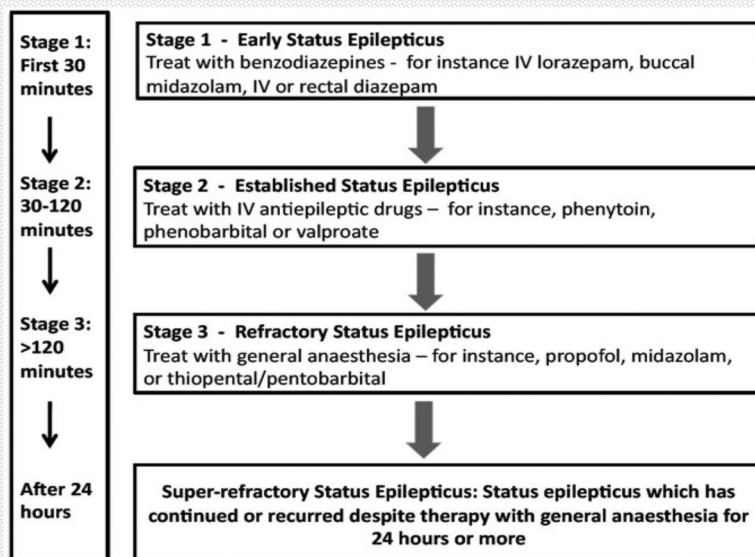 Stage 1:
First 30
minutes
Stage 2:
30-120
minutes
Stage 3:
>120
minutes
After 24
hours
Stage 1 - Early Status Epilepticus
Treat with benzodiazepines - for instance IV lorazepam, buccal
midazolam, IV or rectal diazepam
Stage 2 - Established Status Epilepticus
Treat with IV antiepileptic drugs – for instance, phenytoin,
phenobarbital or valproate
Stage 3 - Refractory Status Epilepticus
Treat with general anaesthesia – for instance, propofol, midazolam,
or thiopental/pentobarbital
Super-refractory Status Epilepticus: Status epilepticus which has
continued or recurred despite therapy with general anaesthesia for
24 hours or more